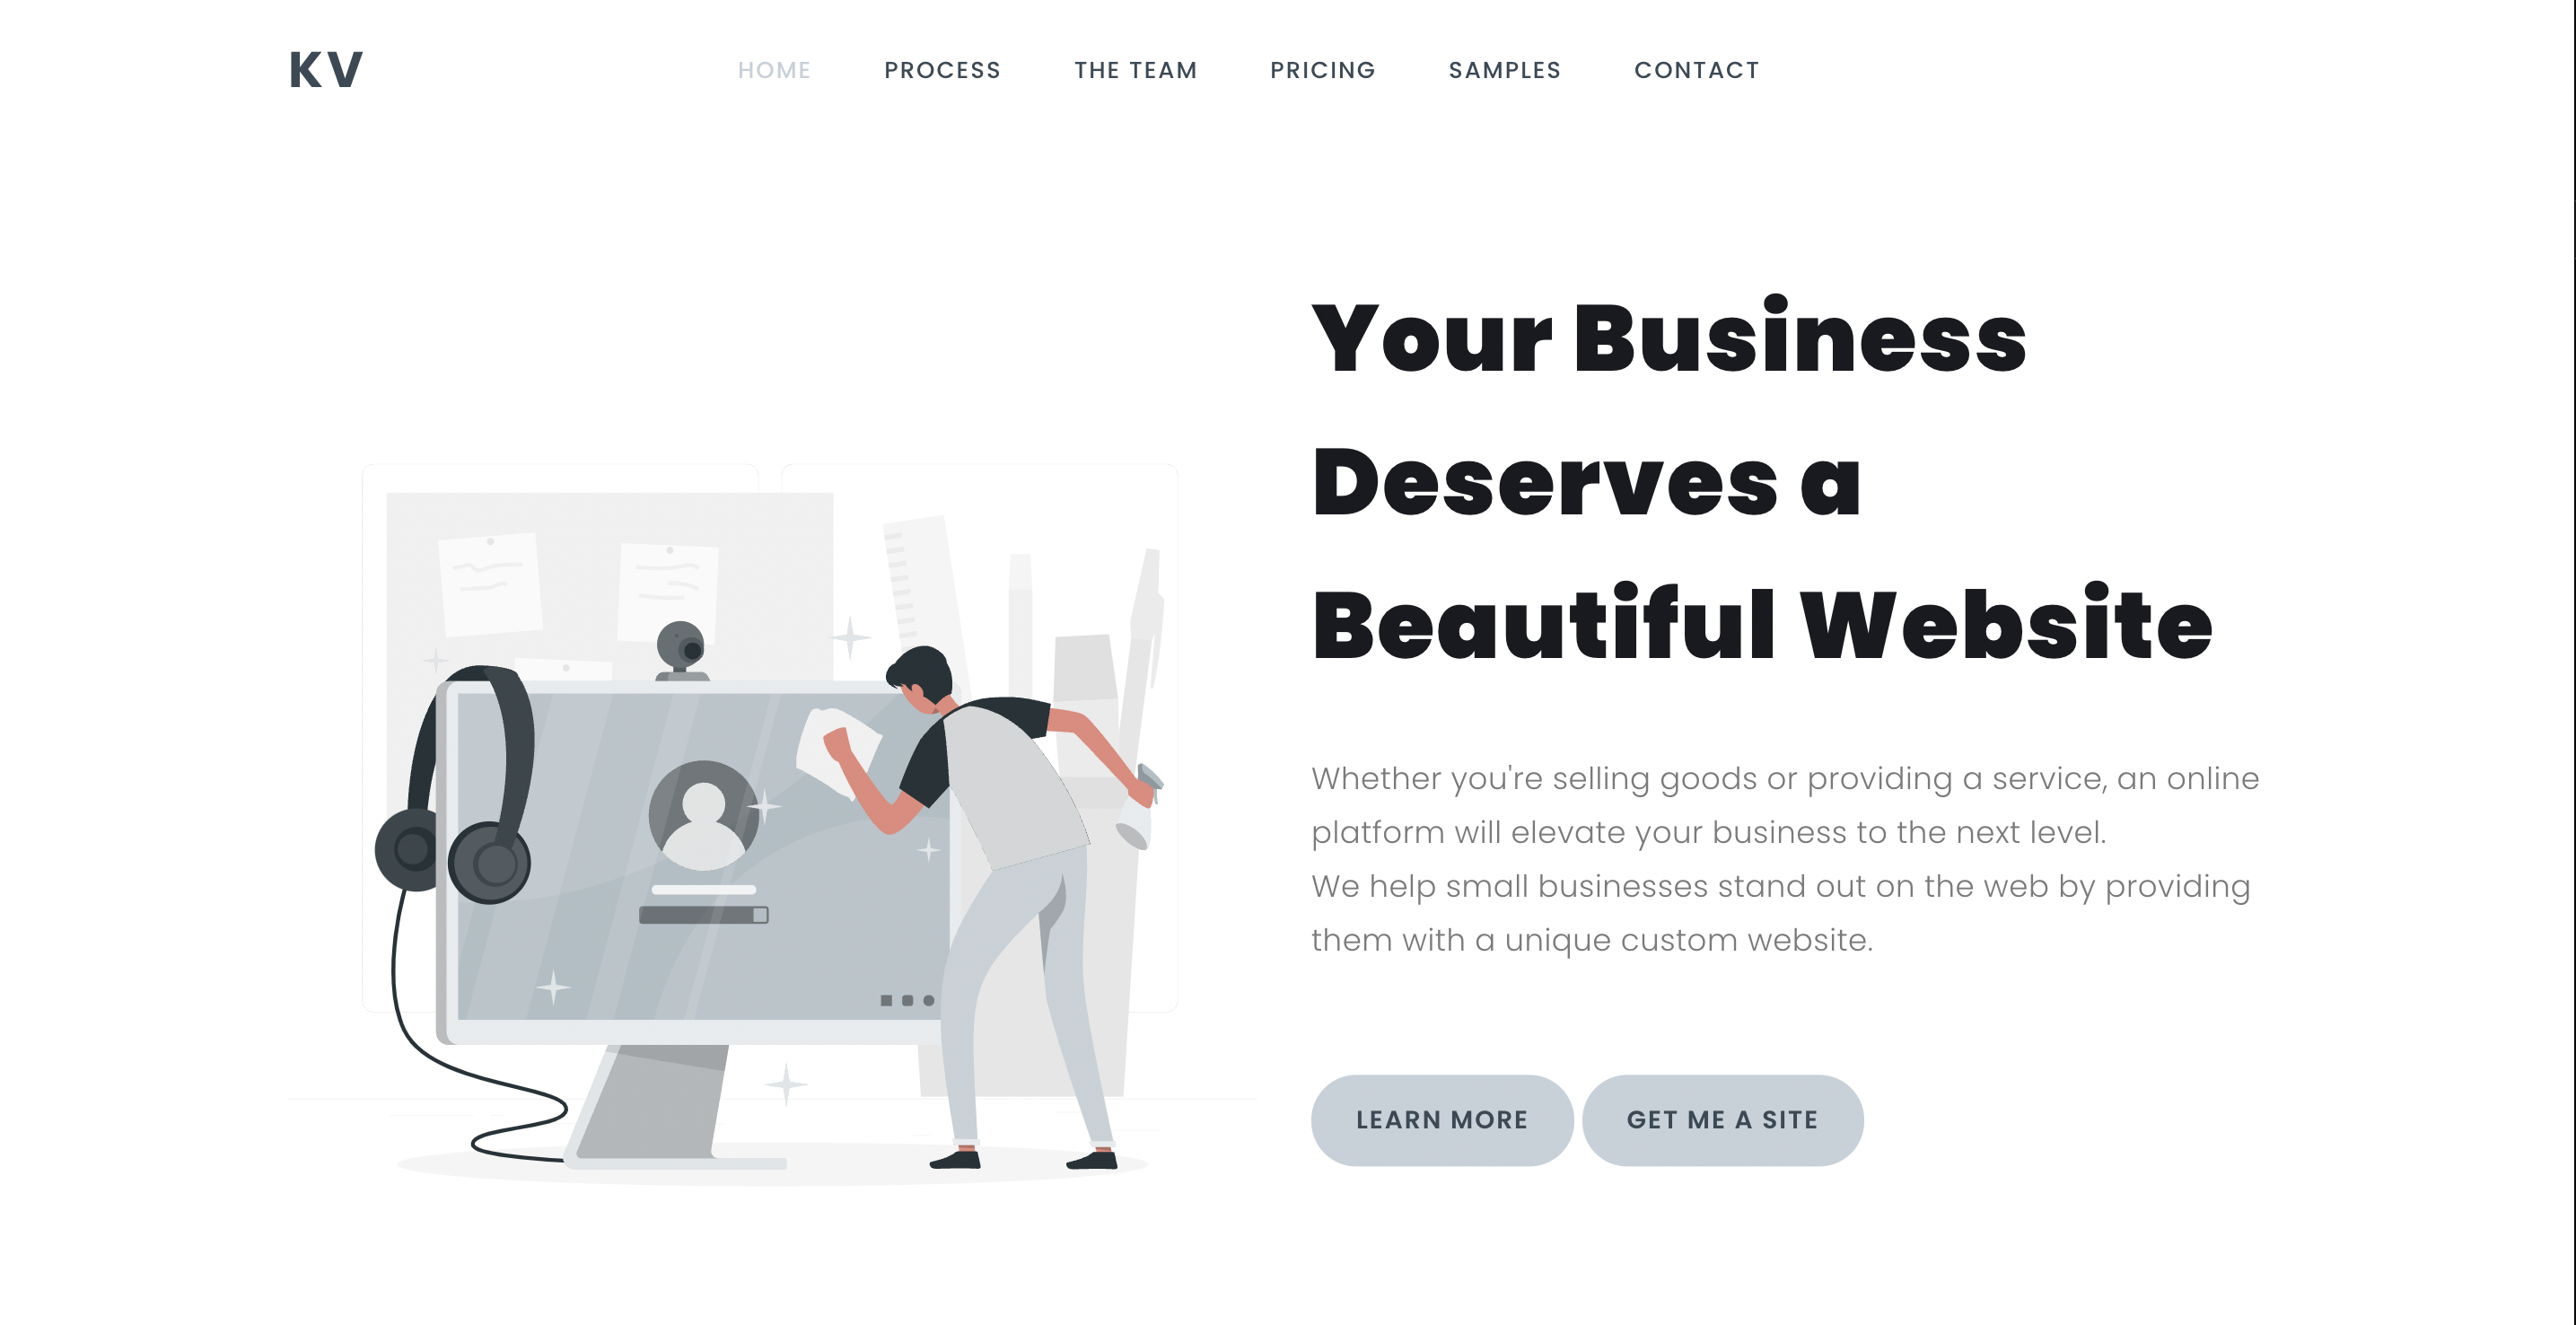 KV
HOME PROCESS THE TEAM PRICING SAMPLES CONTACT
Your Business
Deserves a
Beautiful Website
Whether you're selling goods or providing a service, an online
platform will elevate your business to the next level.
We help small businesses stand out on the web by providing
them with a unique custom website.
LEARN MORE GET ME A SITE